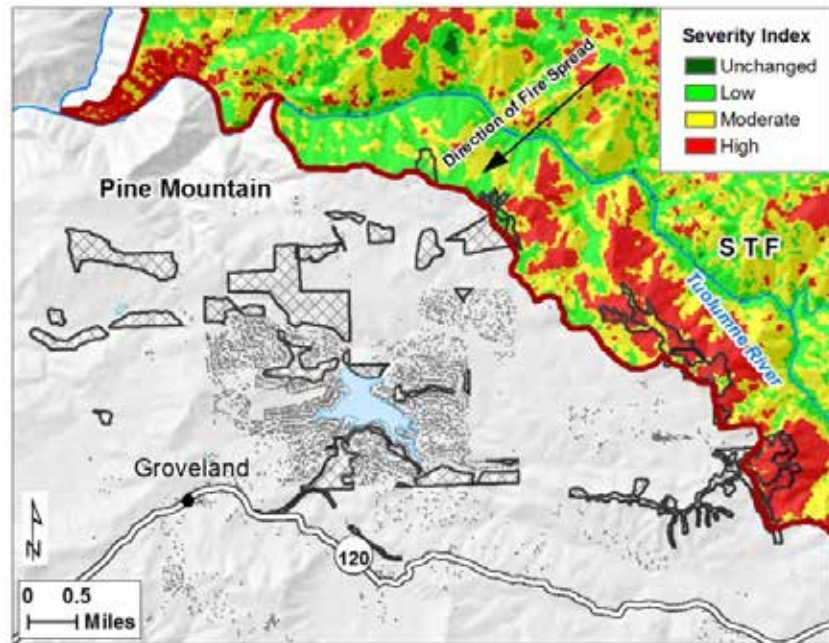 Severity Index
Unchanged
Low
Moderate
High
Direction of Fire Spread
Pine Mountain
STF
Tuolumne River
Groveland
120
N
0 0.5
Miles